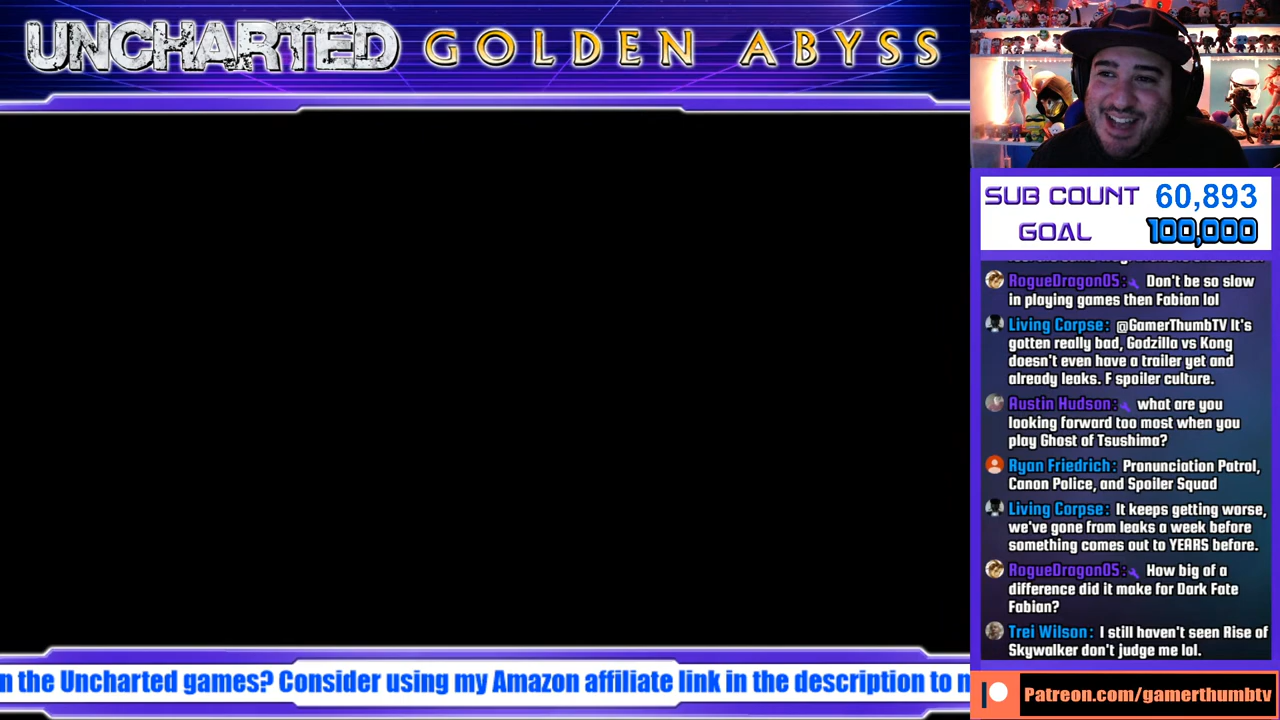 UNCHARTED GOLDEN ABYSS
SUB COUNT 60,893
GOAL 100,000
RogueDragon05: Don't be so slow
in playing games then Fabian lol
Living Corpse: @GamerThumbTV It's
gotten really bad, Godzilla vs Kong
doesn't even have a trailer yet and
already leaks. F spoiler culture.
Austin Hudson: what are you
looking forward too most when you
play Ghost of Tsushima?
Ryan Friedrich: Pronunciation Patrol,
Canon Police, and Spoiler Squad
Living Corpse: It keeps getting worse,
we've gone from leaks a week before
something comes out to YEARS before.
RogueDragon05: How big of a
difference did it make for Dark Fate
Fabian?
Trei Wilson: I still haven't seen Rise of
Skywalker don't judge me lol.
n the Uncharted games? Consider using my Amazon affiliate link in the description to
Patreon.com/gamerthumbtv